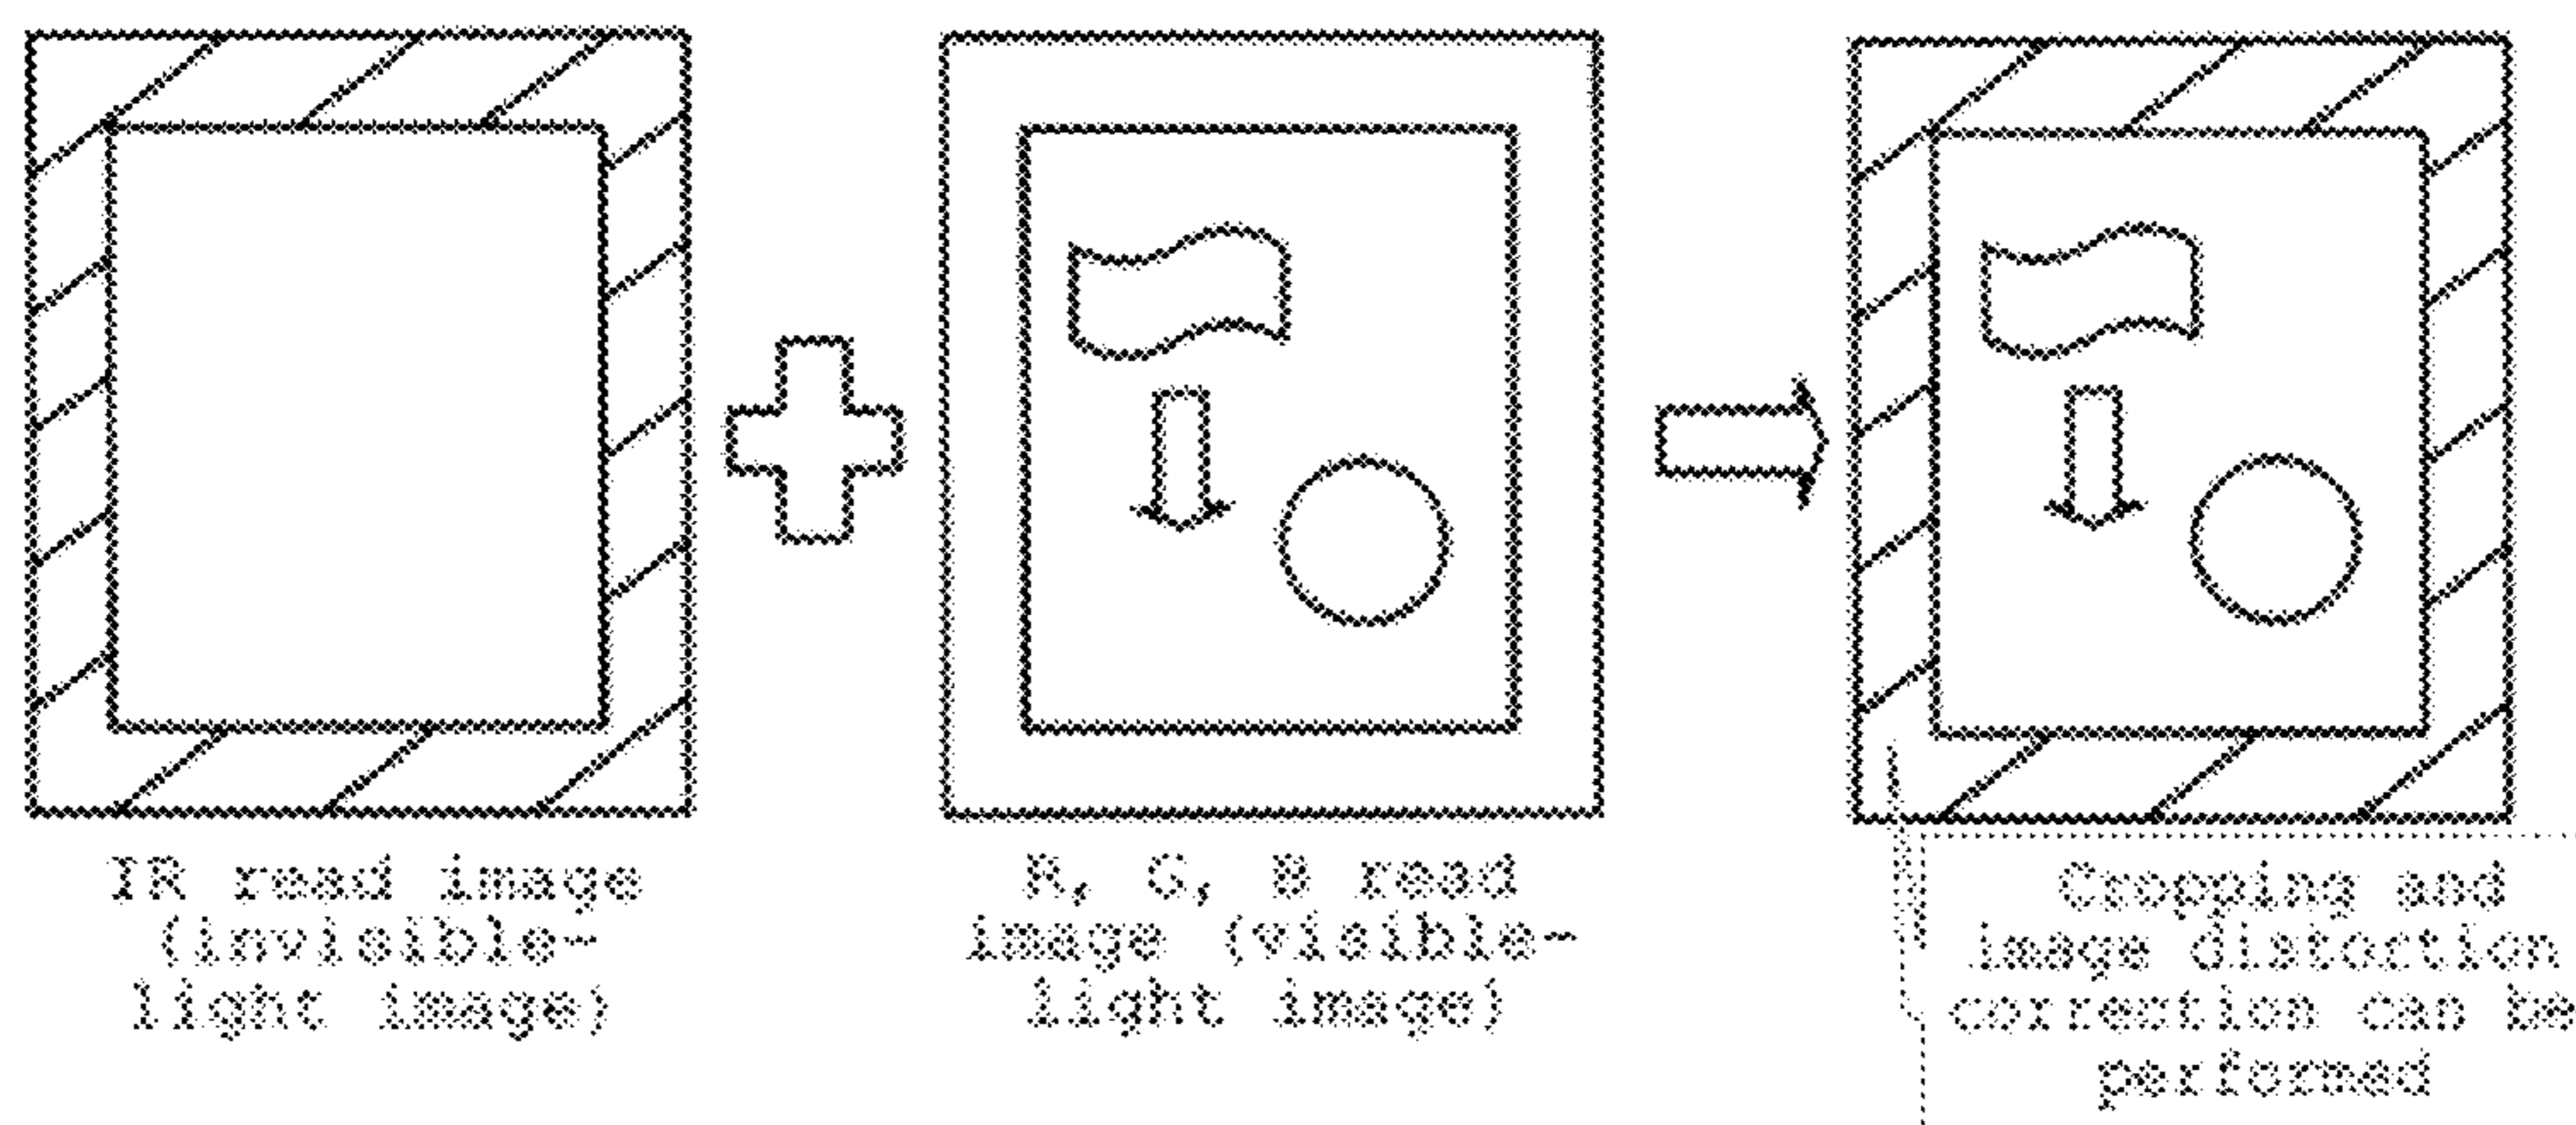 IR read image
(invisible-
light image)
R, G, B read
image (visible-
light image)
Cropping and
image distortion
correction can be
performed